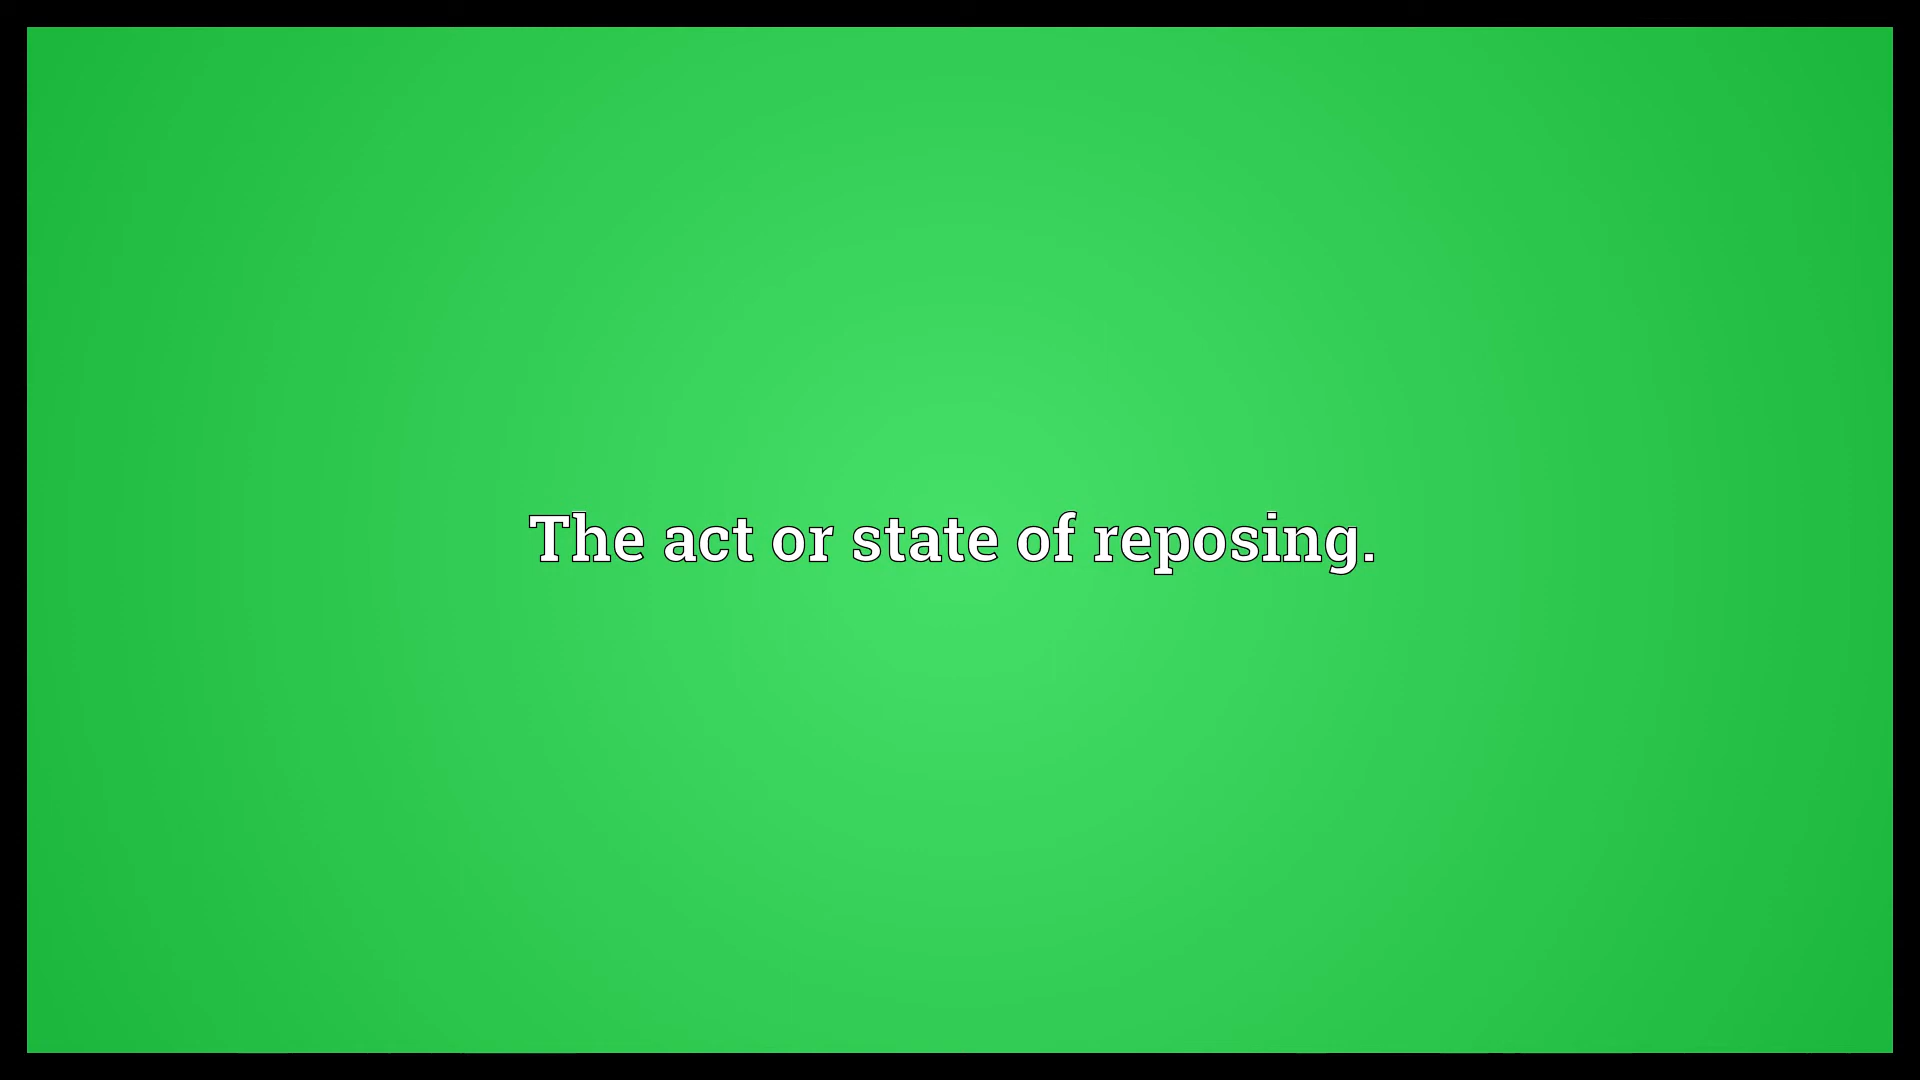 The act or state of reposing.